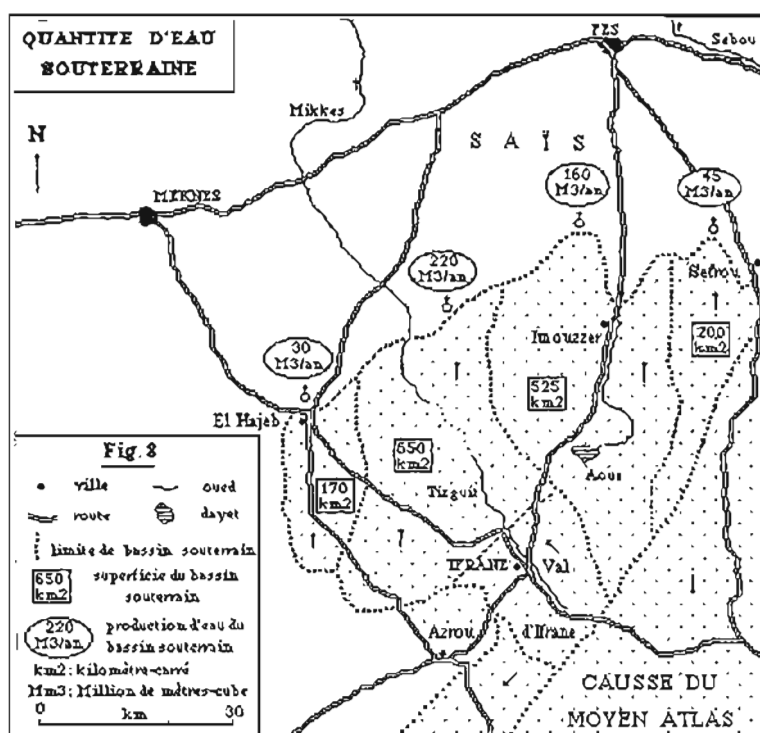 QUANTITE D'EAU
SOUTERRAINE
FES
Sebou
Mikkes
N
S A Ï S
MEKNES
160
M3/an
45
M3/an
220
M3/an
Sefrou
200
km2
Imouzzer
30
M3/an
525
km2
El Hajeb
650
km2
Aoua
170
km2
Tizguit
IFRANE
Val
d'Ifrane
Azrou
CAUSSE DU
MOYEN ATLAS
Fig. 8
ville
oued
route
dayet
limite de bassin souterrain
650
km2
superficie du bassin
souterrain
220
M3/an
production d'eau du
bassin souterrain
km2: kilomètre-carré
Mm3: Million de mètres-cube
0 30
km